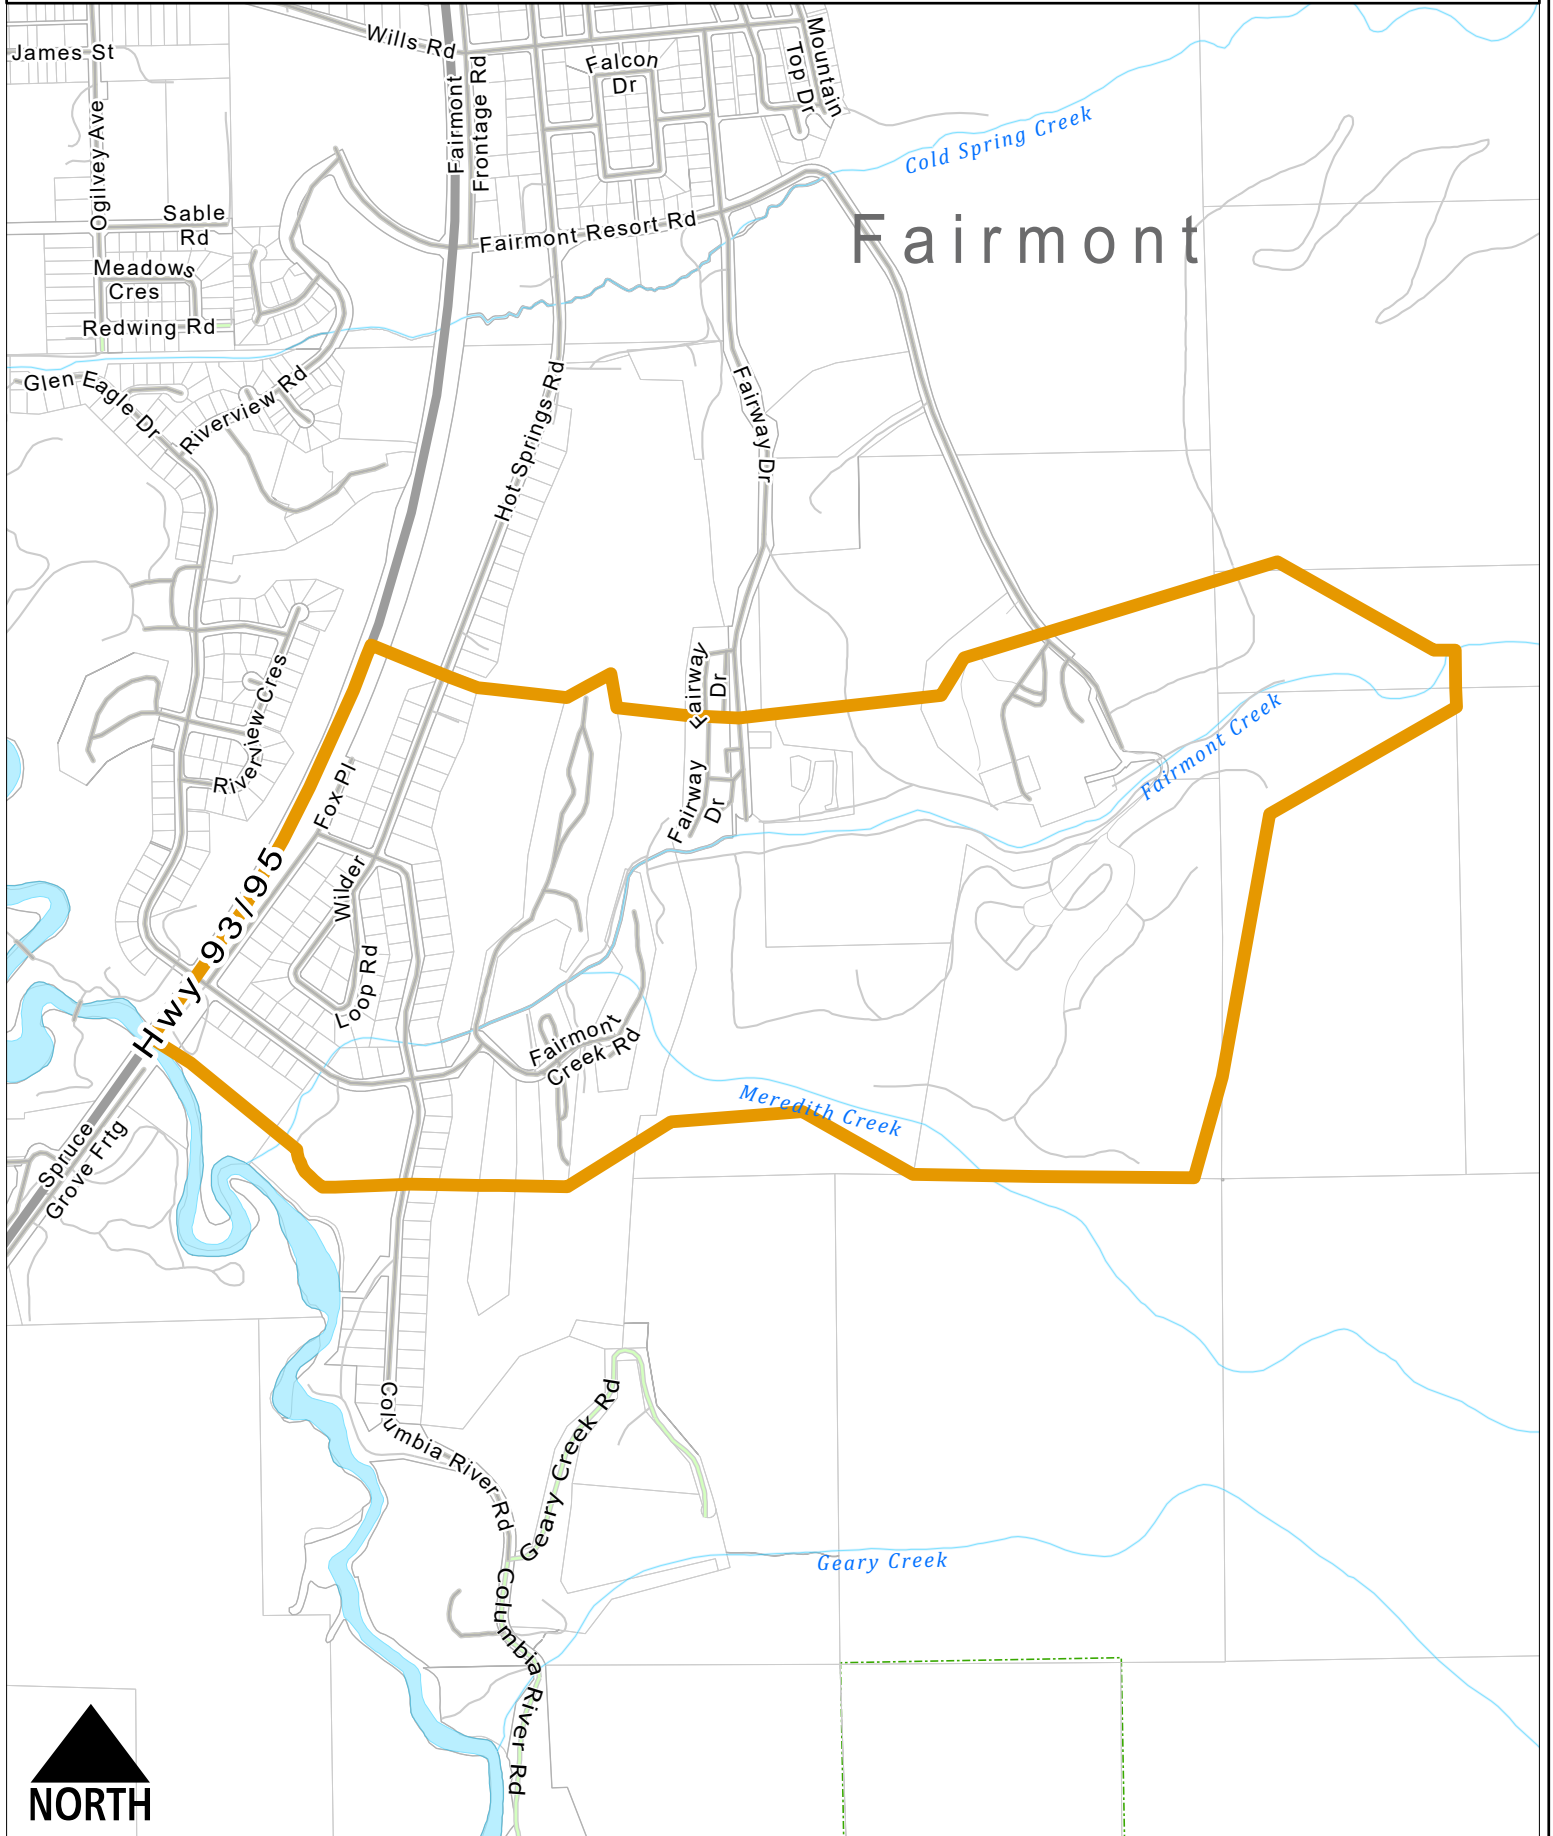 James St
Wills Rd
Falcon
Dr
Mountain
Top Dr
Ogilvey Ave
Fairmont
Frontage Rd
Cold Spring Creek
Sable
Rd
Fairmont Resort Rd
Fairmont
Meadows
Cres
Redwing Rd
Glen Eagle Dr
Riverview Rd
Hot Springs Rd
Fairway Dr
Riverview Cres
Fairway
Dr
Fox Pl
Fairway
Dr
Fairmont Creek
Hwy 93/95
Wilder
Loop Rd
Fairmont
Creek Rd
Meredith Creek
Spruce
Grove Frtg
Columbia River Rd
Geary Creek Rd
Geary Creek
Columbia River Rd
NORTH